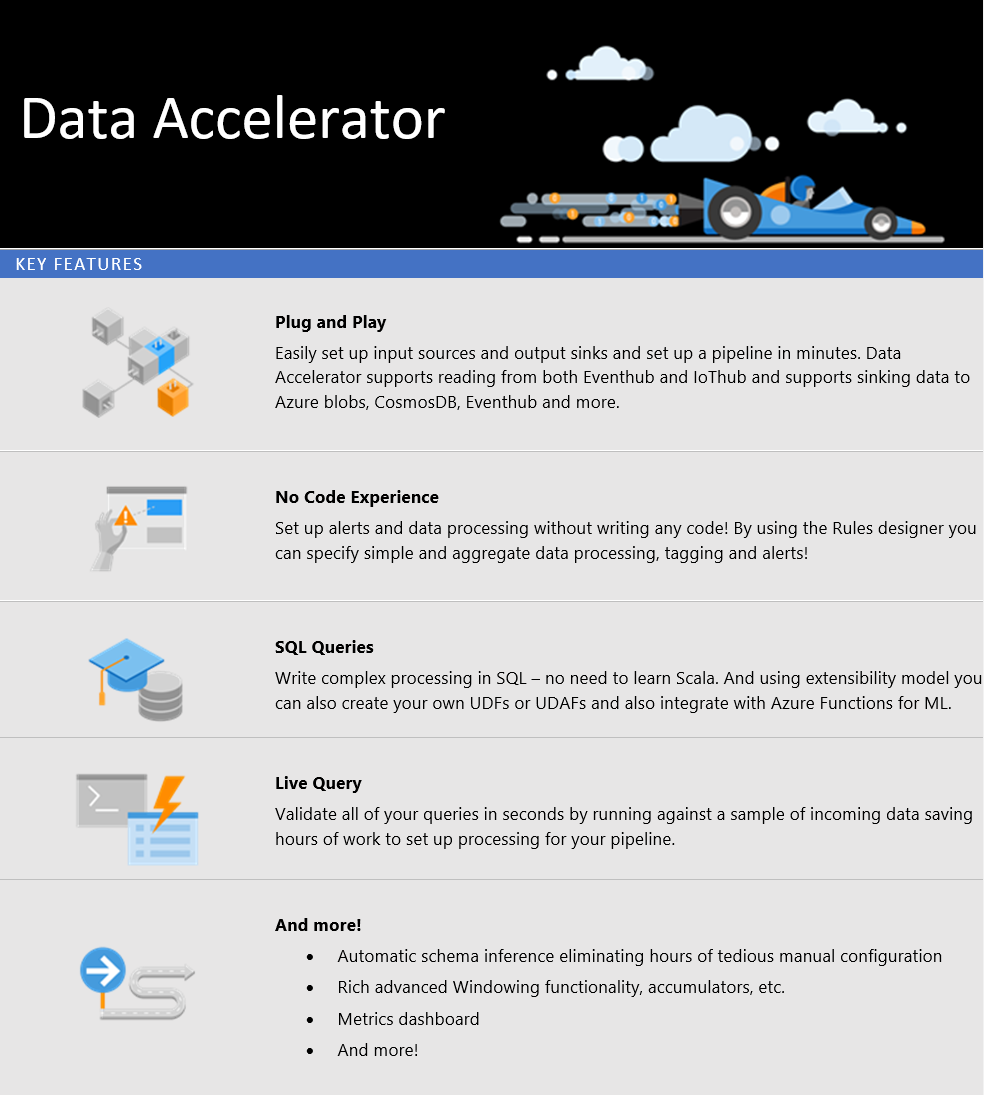 Data Accelerator
KEY FEATURES
Plug and Play
Easily set up input sources and output sinks and set up a pipeline in minutes. Data
Accelerator supports reading from both Eventhub and IoThub and supports sinking data to
Azure blobs, CosmosDB, Eventhub and more.
No Code Experience
Set up alerts and data processing without writing any code! By using the Rules designer you
can specify simple and aggregate data processing, tagging and alerts!
SQL Queries
Write complex processing in SQL – no need to learn Scala. And using extensibility model you
can also create your own UDFs or UDAFs and also integrate with Azure Functions for ML.
Live Query
Validate all of your queries in seconds by running against a sample of incoming data saving
hours of work to set up processing for your pipeline.
And more!
• Automatic schema inference eliminating hours of tedious manual configuration
• Rich advanced Windowing functionality, accumulators, etc.
• Metrics dashboard
• And more!